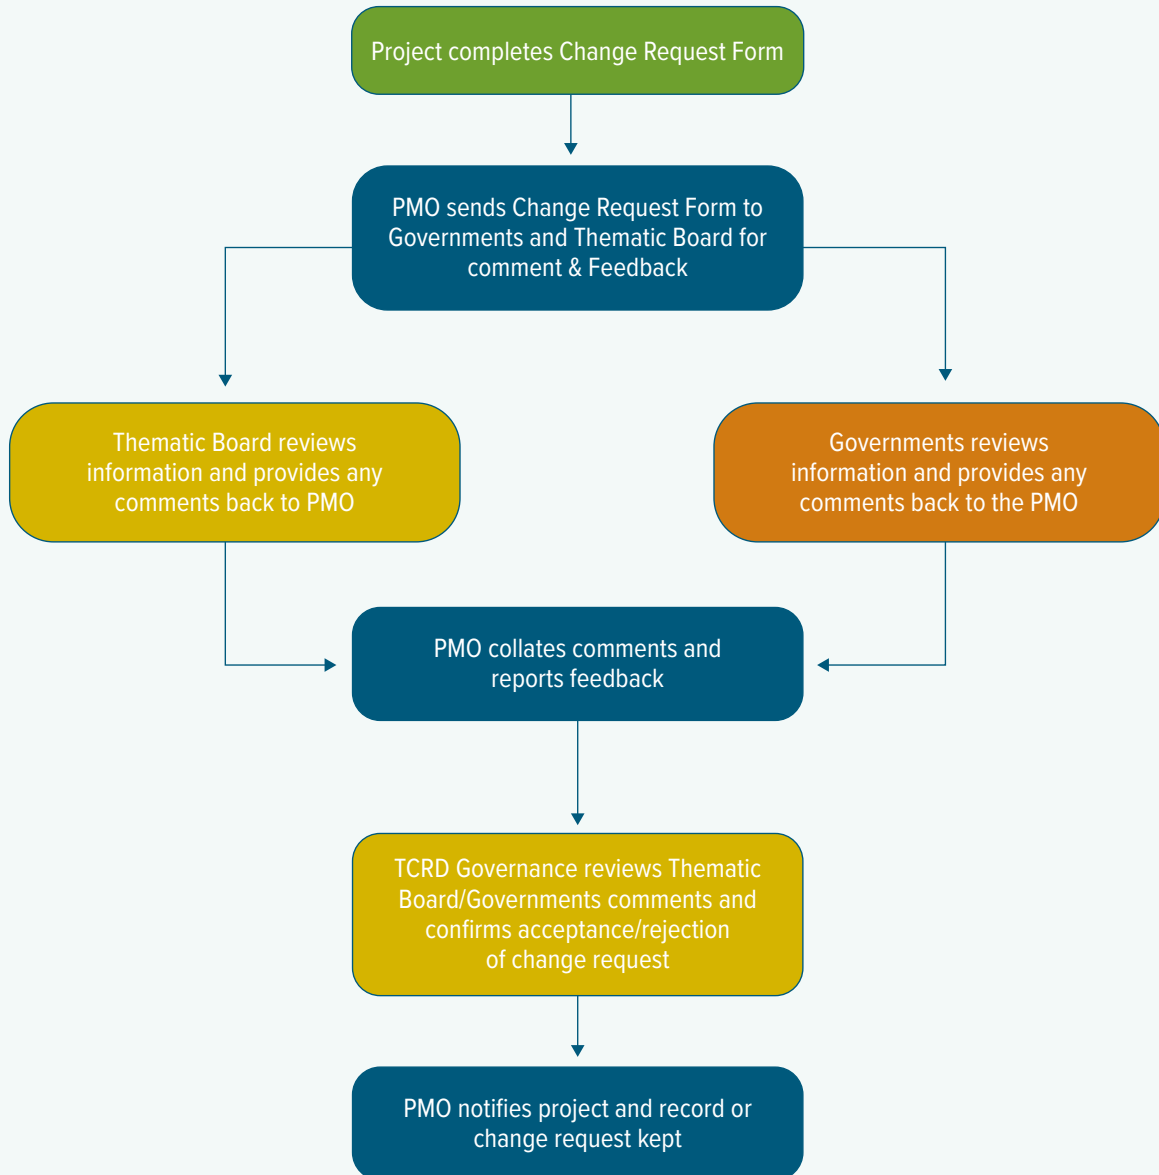 Project completes Change Request Form
PMO sends Change Request Form to
Governments and Thematic Board for
comment & Feedback
Thematic Board reviews
information and provides any
comments back to PMO
Governments reviews
information and provides any
comments back to the PMO
PMO collates comments and
reports feedback
TCRD Governance reviews Thematic
Board/Governments comments and
confirms acceptance/rejection
of change request
PMO notifies project and record or
change request kept